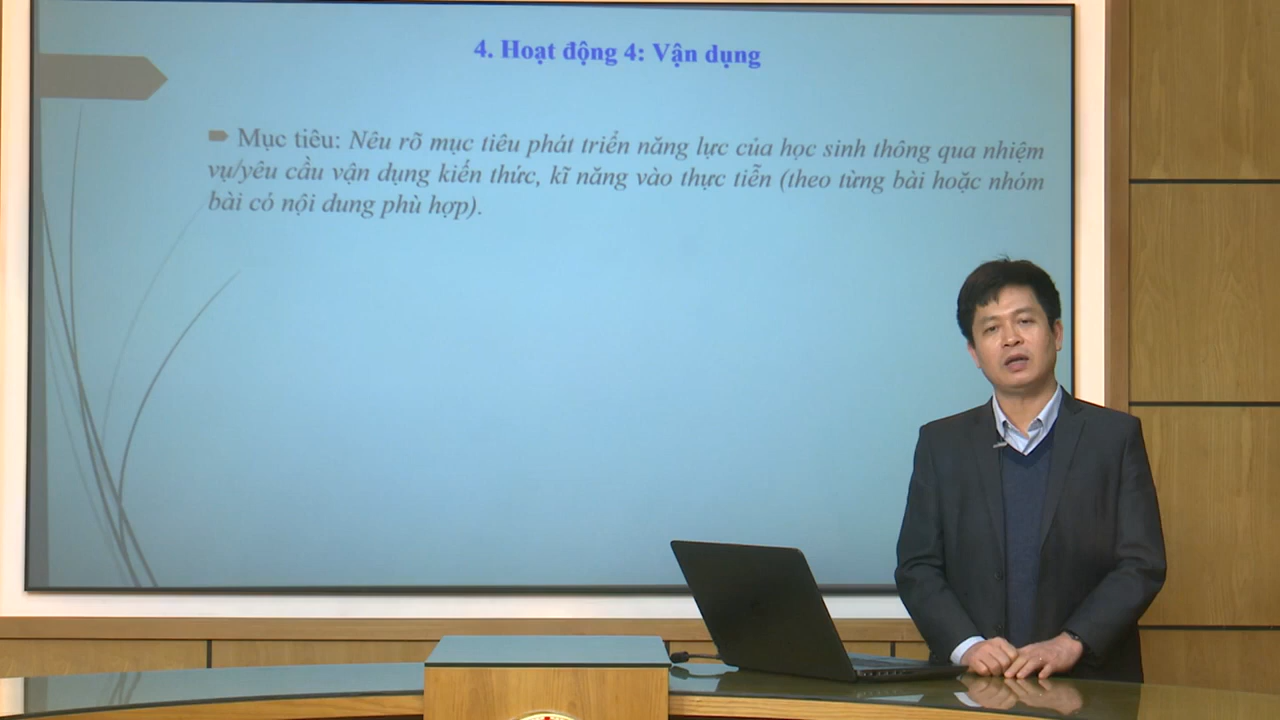 4. Hoạt động 4: Vận dụng
Mục tiêu: Nêu rõ mục tiêu phát triển năng lực của học sinh thông qua nhiệm
vụ/yêu cầu vận dụng kiến thức, kĩ năng vào thực tiễn (theo từng bài hoặc nhóm
bài có nội dung phù hợp).